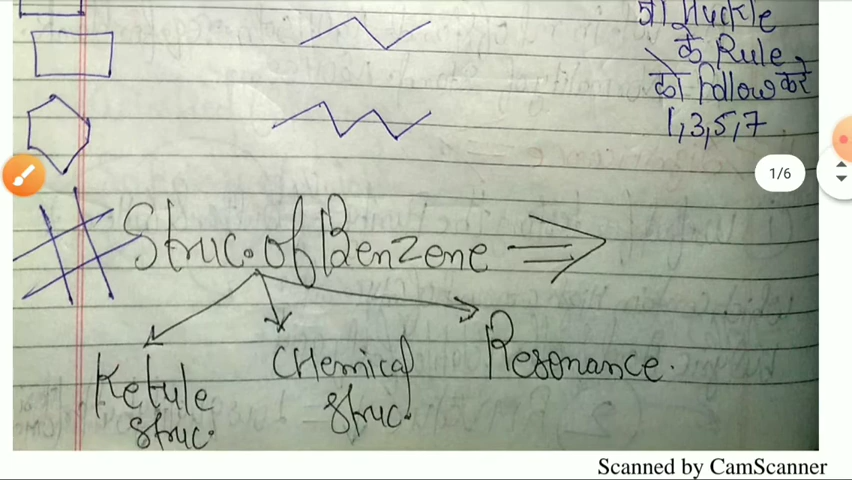 जो Huckle
के Rule
को follow करे
1,3,5,7
1/6
# Struc. of Benzene ⇒
Ketule
struc.
CHemical
struc.
Resonance.
Scanned by CamScanner